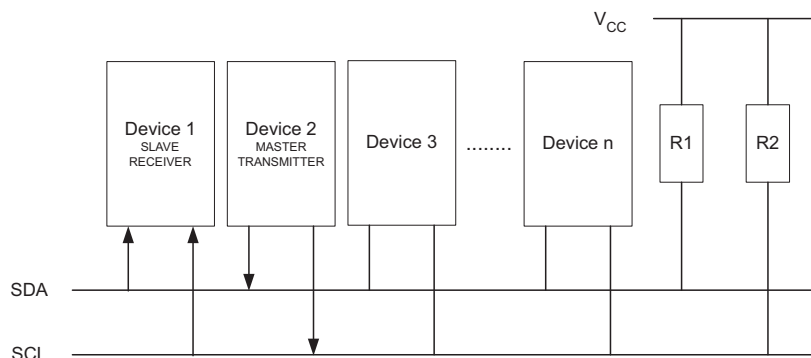 V_CC
Device 1
SLAVE
RECEIVER
Device 2
MASTER
TRANSMITTER
Device 3
........
Device n
R1
R2
SDA
SCL